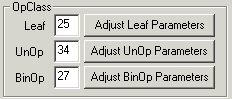 OpClass
Leaf 25 Adjust Leaf Parameters
UnOp 34 Adjust UnOp Parameters
BinOp 27 Adjust BinOp Parameters